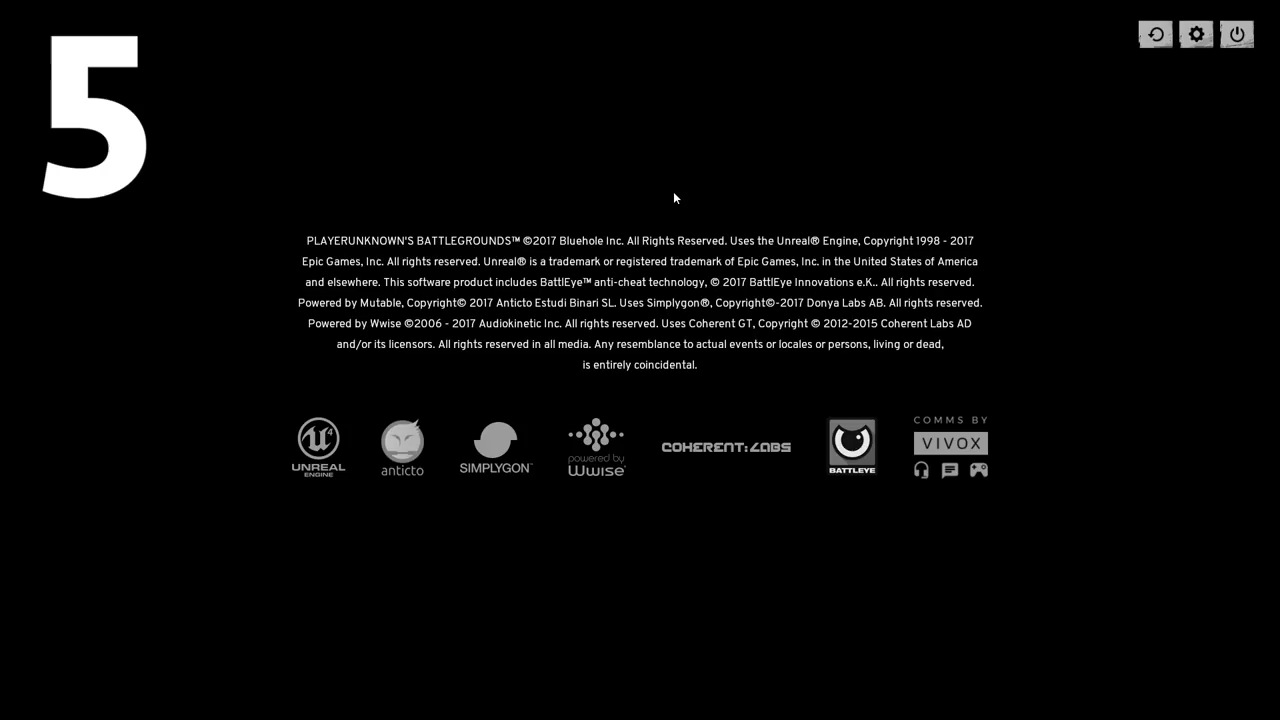 5
PLAYERUNKNOWN'S BATTLEGROUNDS™ ©2017 Bluehole Inc. All Rights Reserved. Uses the Unreal® Engine, Copyright 1998 - 2017
Epic Games, Inc. All rights reserved. Unreal® is a trademark or registered trademark of Epic Games, Inc. in the United States of America
and elsewhere. This software product includes BattlEye™ anti-cheat technology, © 2017 BattlEye Innovations e.K.. All rights reserved.
Powered by Mutable, Copyright© 2017 Anticto Estudi Binari SL. Uses Simplygon®, Copyright©-2017 Donya Labs AB. All rights reserved.
Powered by Wwise ©2006 - 2017 Audiokinetic Inc. All rights reserved. Uses Coherent GT, Copyright © 2012-2015 Coherent Labs AD
and/or its licensors. All rights reserved in all media. Any resemblance to actual events or locales or persons, living or dead,
is entirely coincidental.
4
UNREAL
ENGINE
anticto
SIMPLYGON™
powered by
Wwise®
COHERENT:LABS
BATTLEYE
COMMS BY
VIVOX